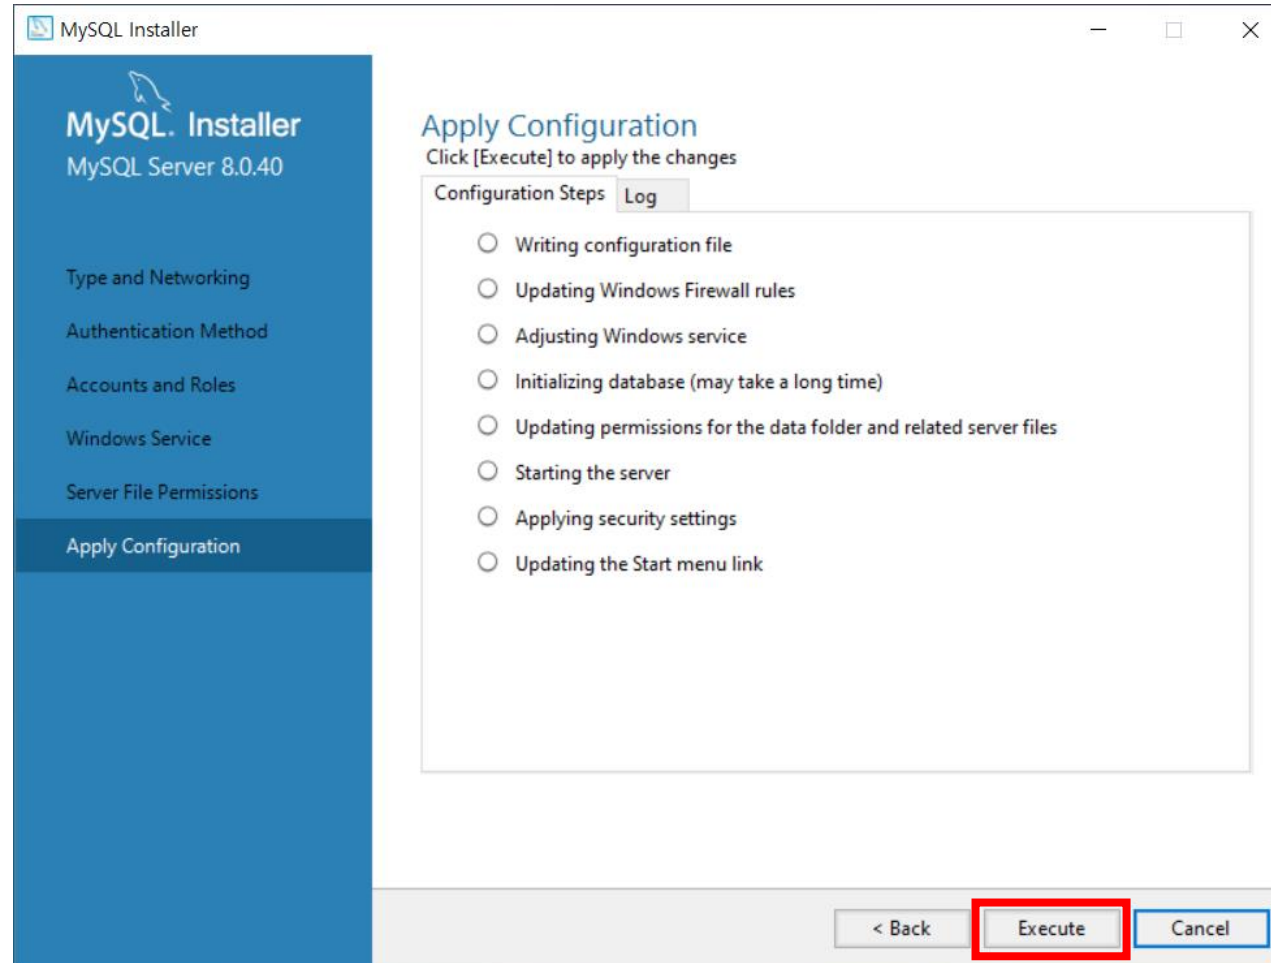 MySQL Installer
MySQL. Installer
MySQL Server 8.0.40
Type and Networking
Authentication Method
Accounts and Roles
Windows Service
Server File Permissions
Apply Configuration
Apply Configuration
Click [Execute] to apply the changes
Configuration Steps Log
Writing configuration file
Updating Windows Firewall rules
Adjusting Windows service
Initializing database (may take a long time)
Updating permissions for the data folder and related server files
Starting the server
Applying security settings
Updating the Start menu link
< Back Execute Cancel